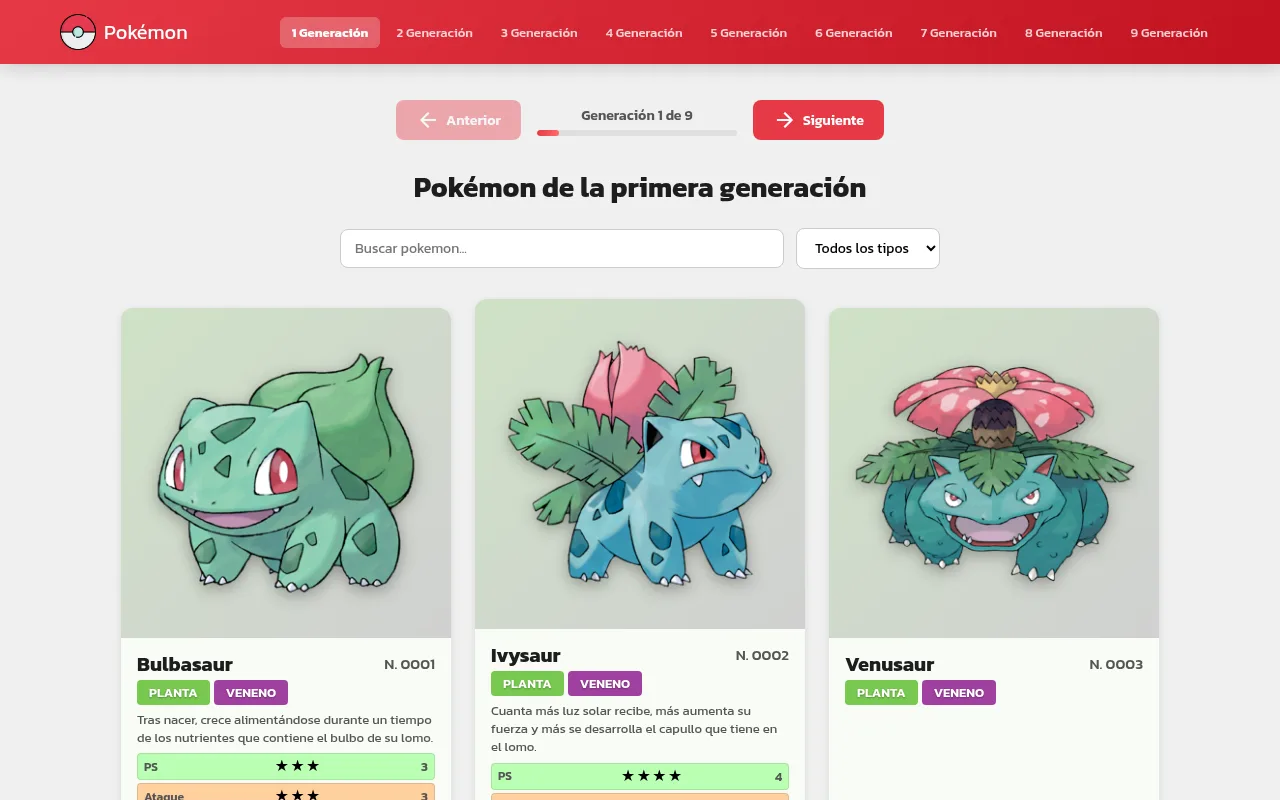 Pokémon
1 Generación
2 Generación
3 Generación
4 Generación
5 Generación
6 Generación
7 Generación
8 Generación
9 Generación
Anterior
Generación 1 de 9
Siguiente
Pokémon de la primera generación
Buscar pokemon...
Todos los tipos
Bulbasaur
N. 0001
PLANTA
VENENO
Tras nacer, crece alimentándose durante un tiempo
de los nutrientes que contiene el bulbo de su lomo.
PS ★★★ 3
Ataque ★★★ 3
Ivysaur
N. 0002
PLANTA
VENENO
Cuanta más luz solar recibe, más aumenta su
fuerza y más se desarrolla el capullo que tiene en
el lomo.
PS ★★★★ 4
Venusaur
N. 0003
PLANTA
VENENO